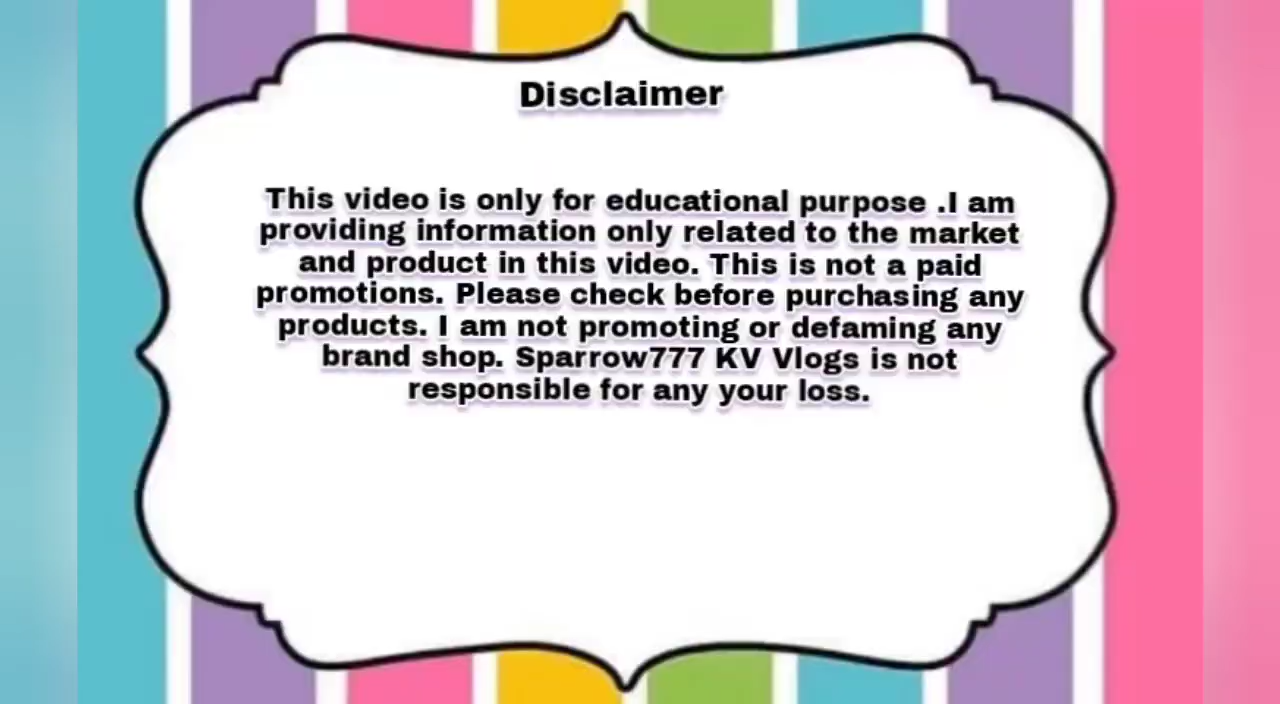 Disclaimer
This video is only for educational purpose .I am
providing information only related to the market
and product in this video. This is not a paid
promotions. Please check before purchasing any
products. I am not promoting or defaming any
brand shop. Sparrow777 KV Vlogs is not
responsible for any your loss.